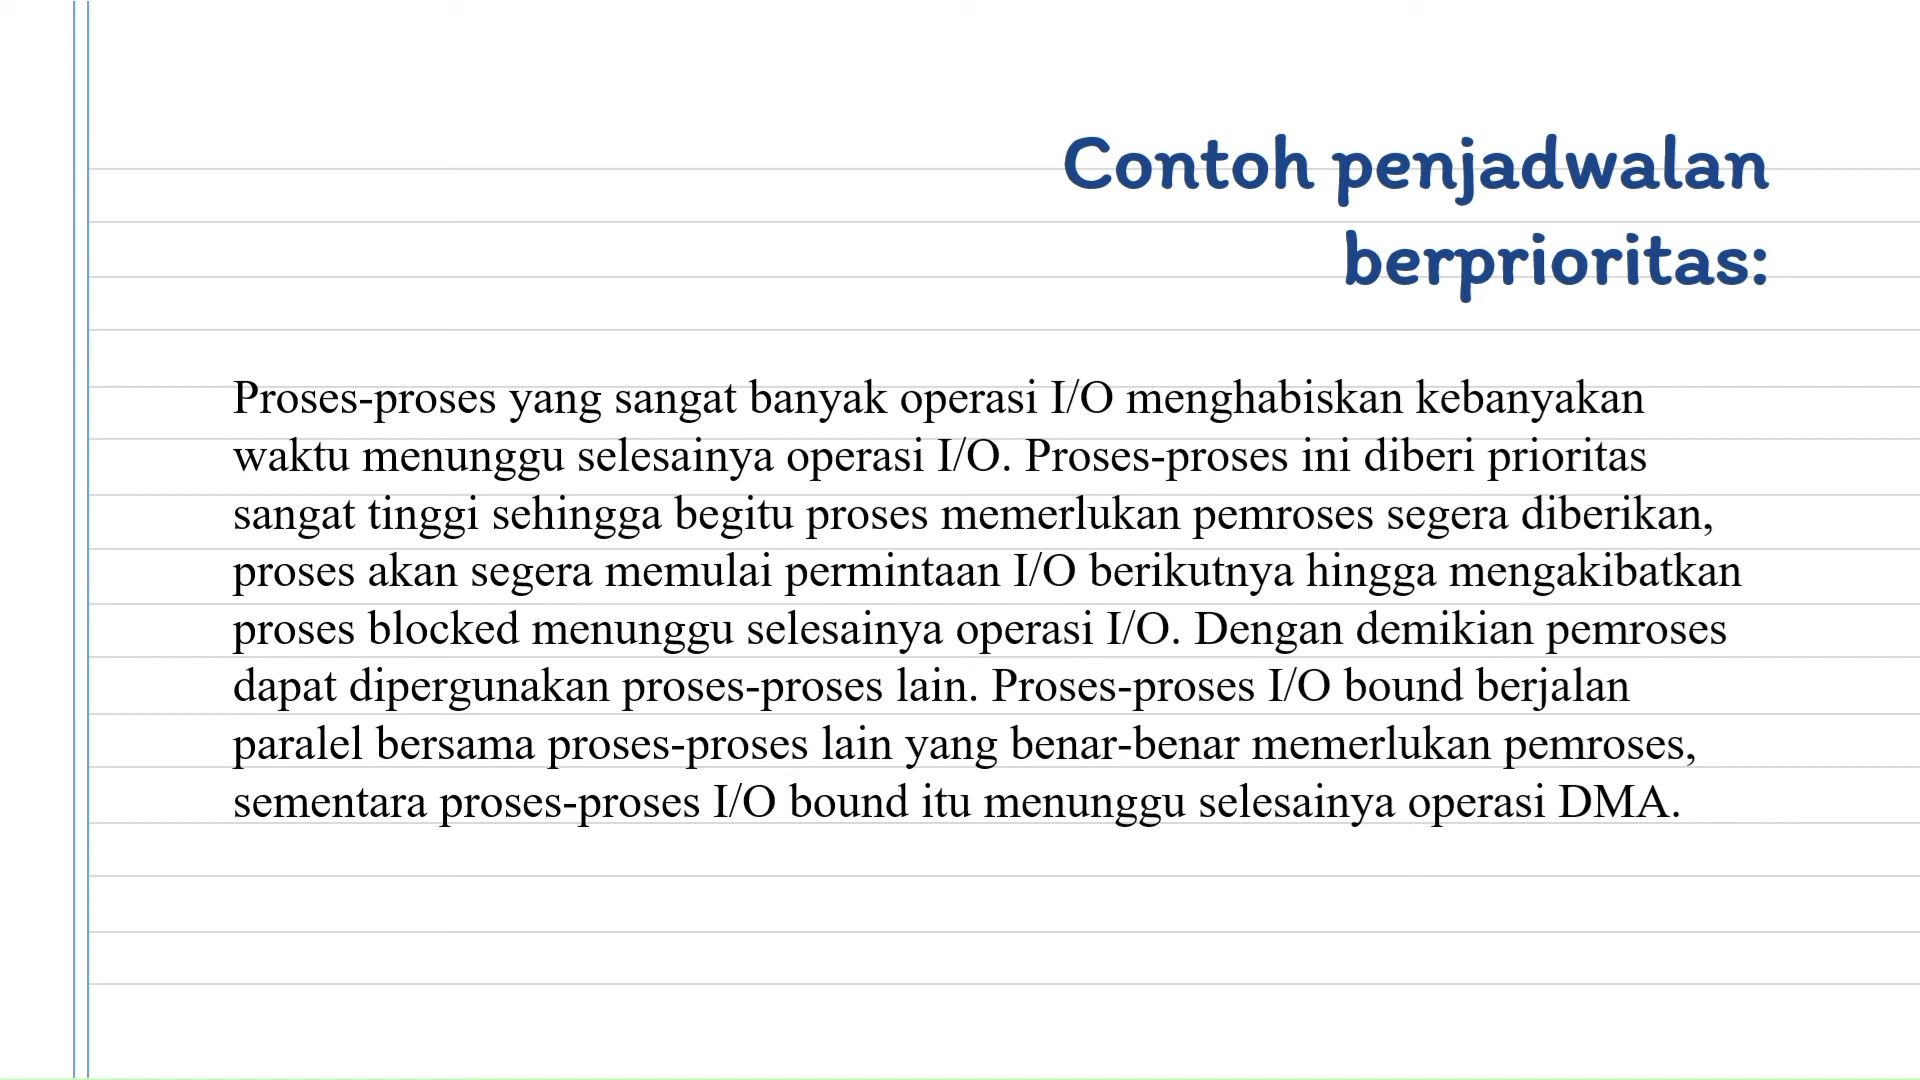 Contoh penjadwalan
berprioritas:
Proses-proses yang sangat banyak operasi I/O menghabiskan kebanyakan
waktu menunggu selesainya operasi I/O. Proses-proses ini diberi prioritas
sangat tinggi sehingga begitu proses memerlukan pemroses segera diberikan,
proses akan segera memulai permintaan I/O berikutnya hingga mengakibatkan
proses blocked menunggu selesainya operasi I/O. Dengan demikian pemroses
dapat dipergunakan proses-proses lain. Proses-proses I/O bound berjalan
paralel bersama proses-proses lain yang benar-benar memerlukan pemroses,
sementara proses-proses I/O bound itu menunggu selesainya operasi DMA.